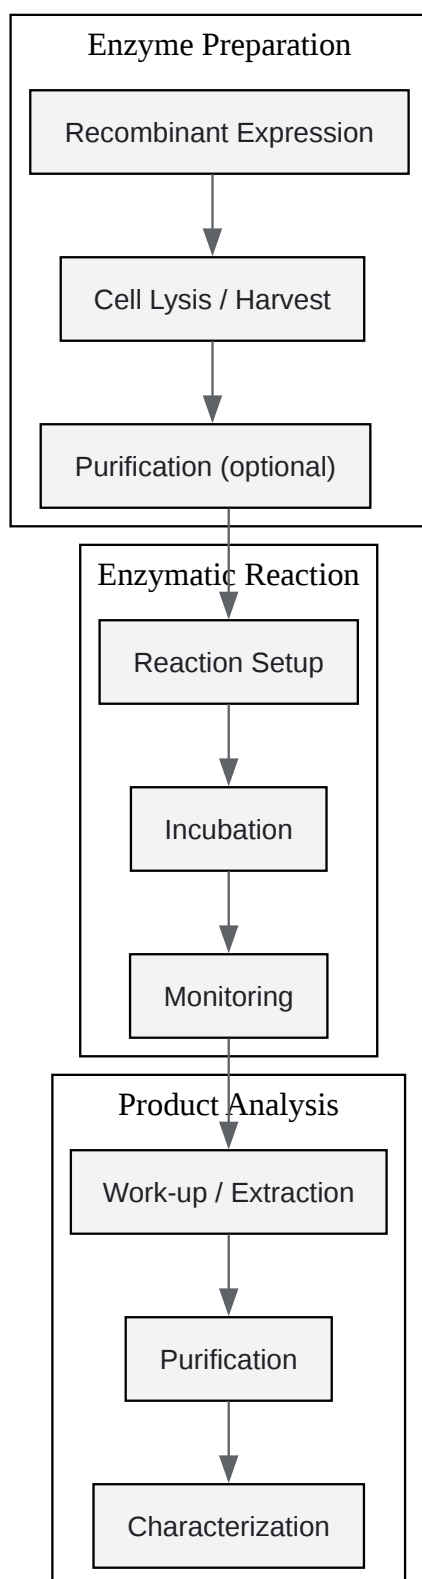 Enzyme Preparation
Recombinant Expression
Cell Lysis / Harvest
Purification (optional)
Enzymatic Reaction
Reaction Setup
Incubation
Monitoring
Product Analysis
Work-up / Extraction
Purification
Characterization